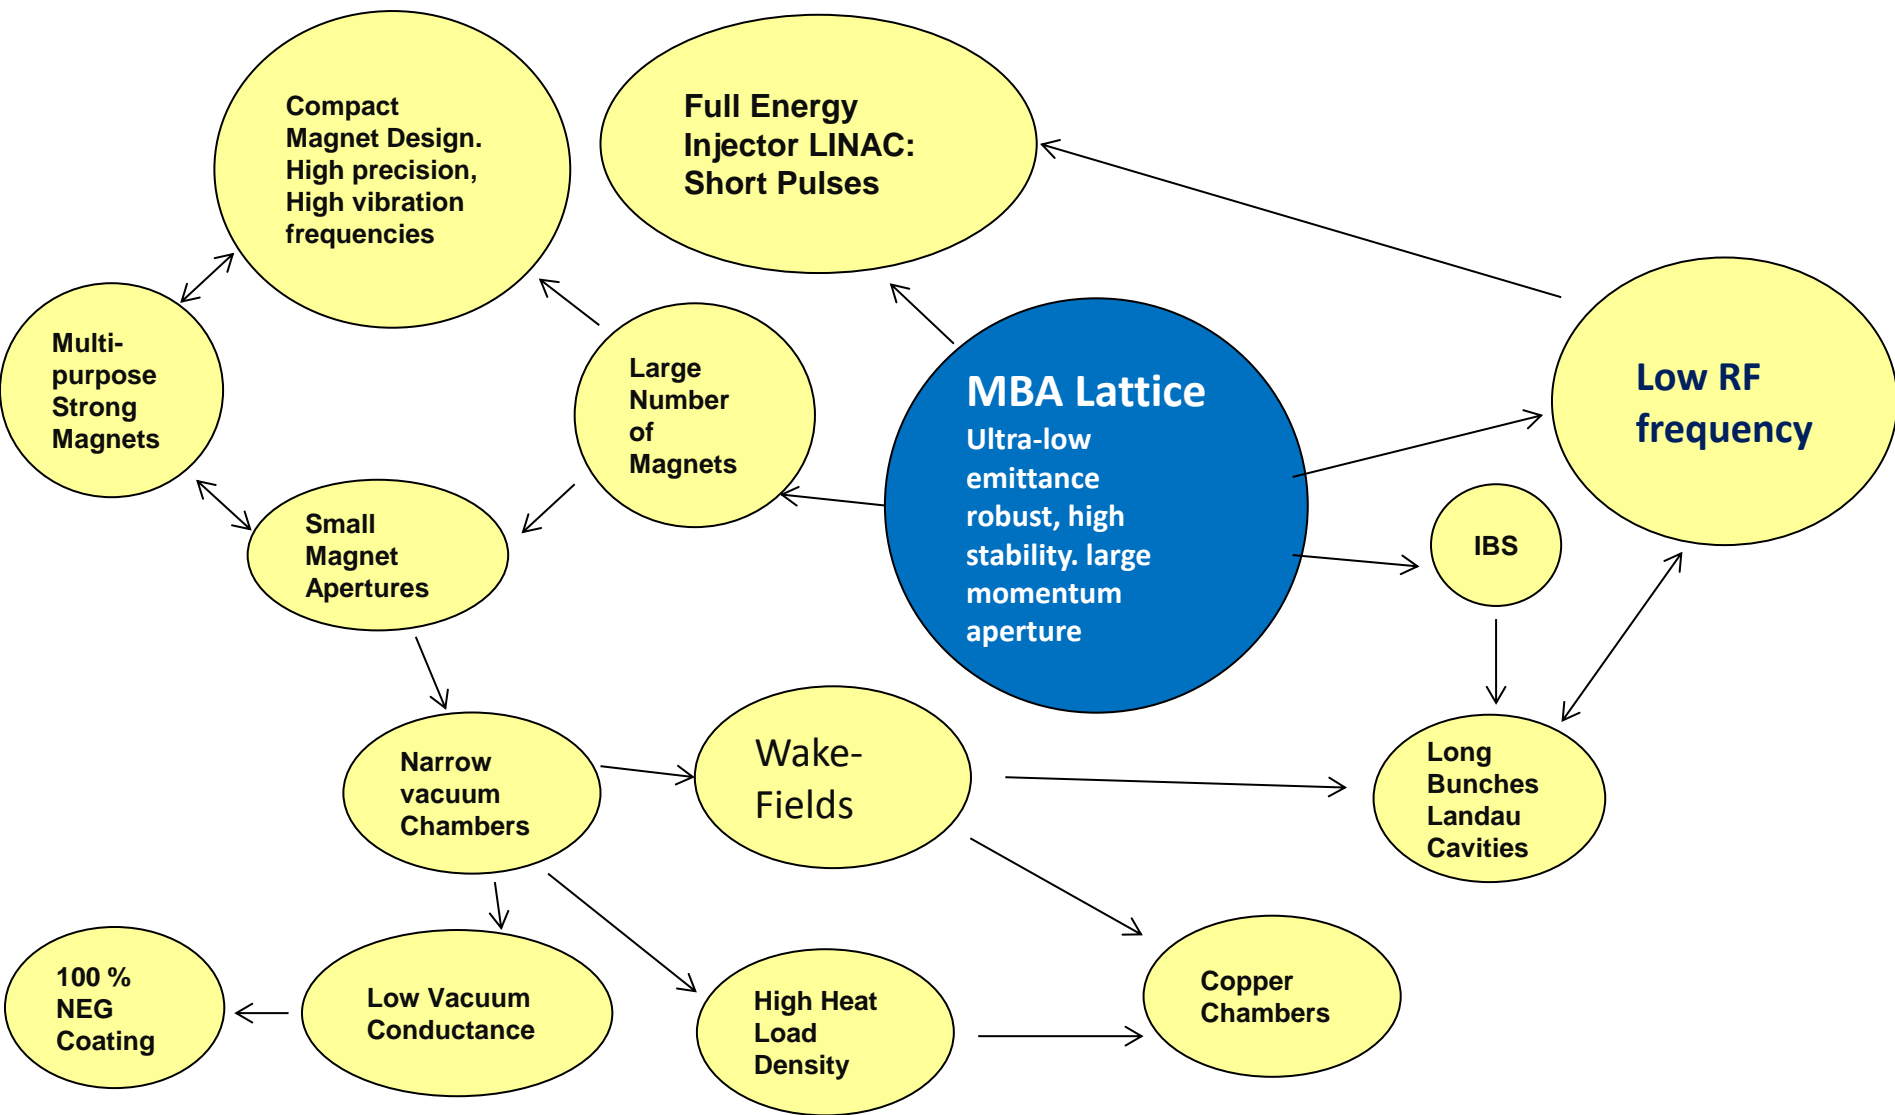 Compact
Magnet Design.
High precision,
High vibration
frequencies
Full Energy
Injector LINAC:
Short Pulses
Multi-
purpose
Strong
Magnets
Large
Number
of
Magnets
MBA Lattice
Ultra-low
emittance
robust, high
stability. large
momentum
aperture
Low RF
frequency
IBS
Small
Magnet
Apertures
Narrow
vacuum
Chambers
Wake-
Fields
Long
Bunches
Landau
Cavities
100 %
NEG
Coating
Low Vacuum
Conductance
High Heat
Load
Density
Copper
Chambers